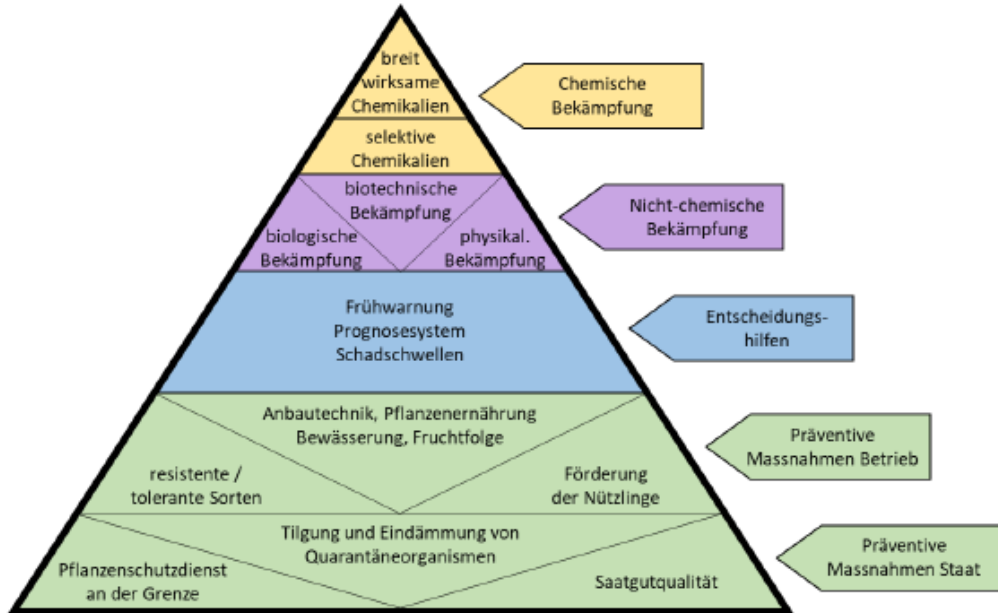 breit
wirksame
Chemikalien
Chemische
Bekämpfung
selektive
Chemikalien
biotechnische
Bekämpfung
biologische
Bekämpfung
physikal.
Bekämpfung
Nicht-chemische
Bekämpfung
Frühwarnung
Prognosesystem
Schadschwellen
Entscheidungs-
hilfen
Anbautechnik, Pflanzenernährung
Bewässerung, Fruchtfolge
resistente /
tolerante Sorten
Förderung
der Nützlinge
Präventive
Massnahmen Betrieb
Tilgung und Eindämmung von
Quarantäneorganismen
Pflanzenschutzdienst
an der Grenze
Saatgutqualität
Präventive
Massnahmen Staat